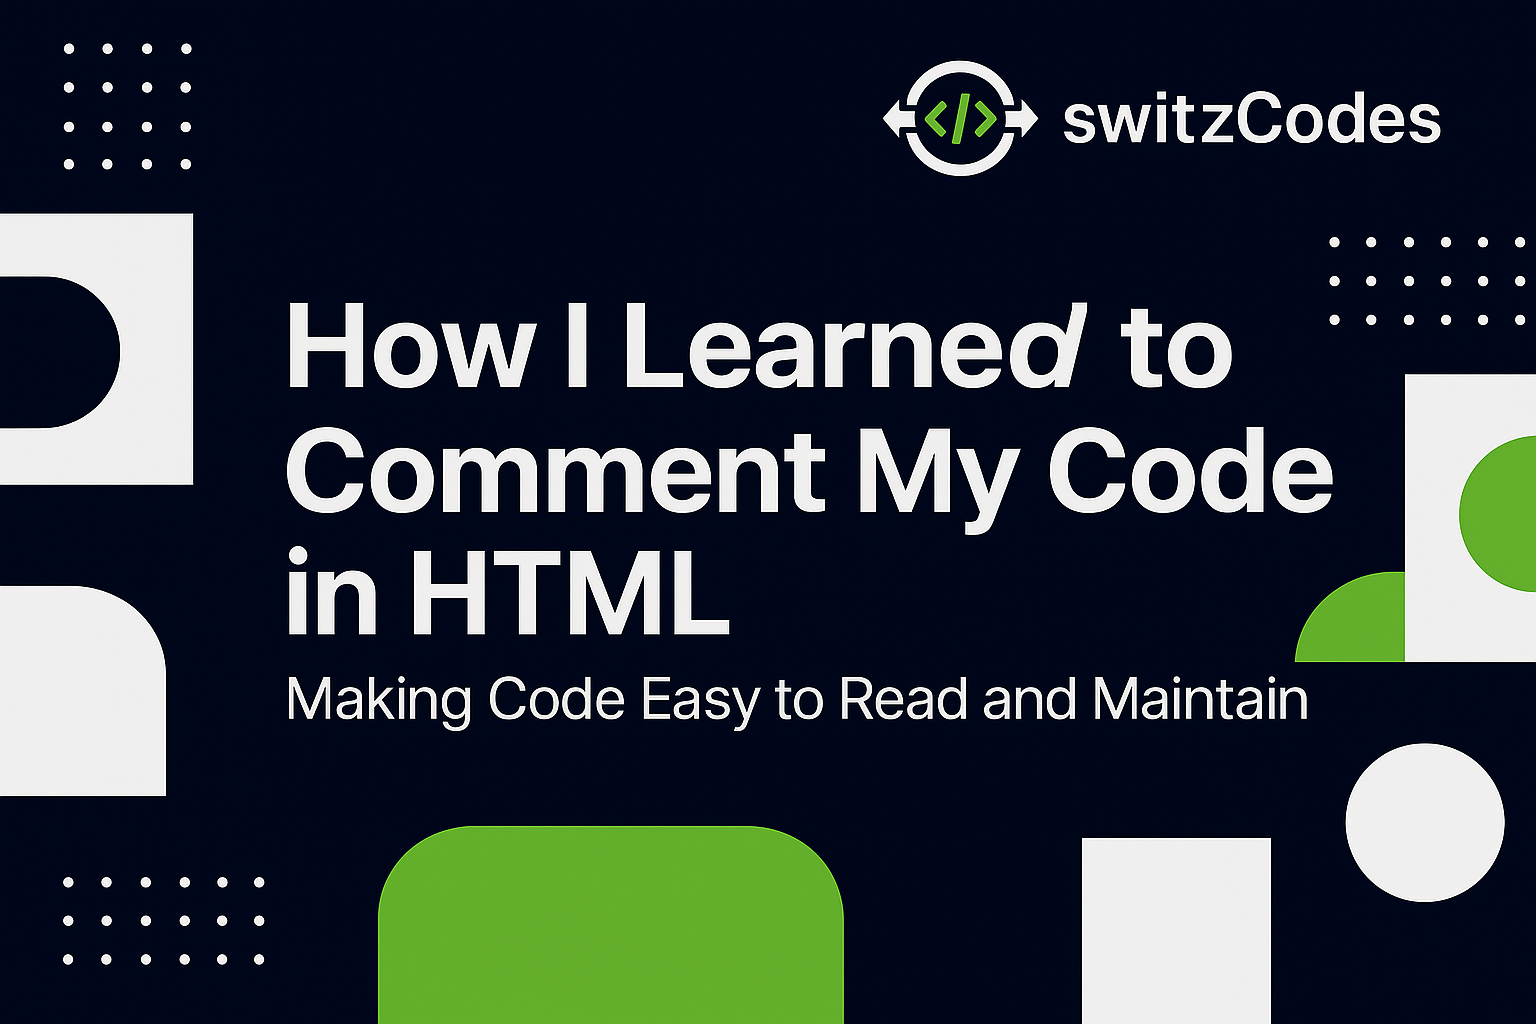 </> switzCodes
How I Learned to
Comment My Code
in HTML
Making Code Easy to Read and Maintain